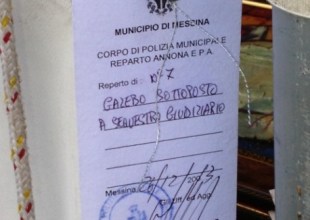 MUNICIPIO DI MESSINA
CORPO DI POLIZIA MUNICIPALE
REPARTO ANNONA E P.A.
Reperto di : N° 7
GAZEBO SOTTOPOSTO
A SEQUESTRO GIUDIZIARIO
Messina